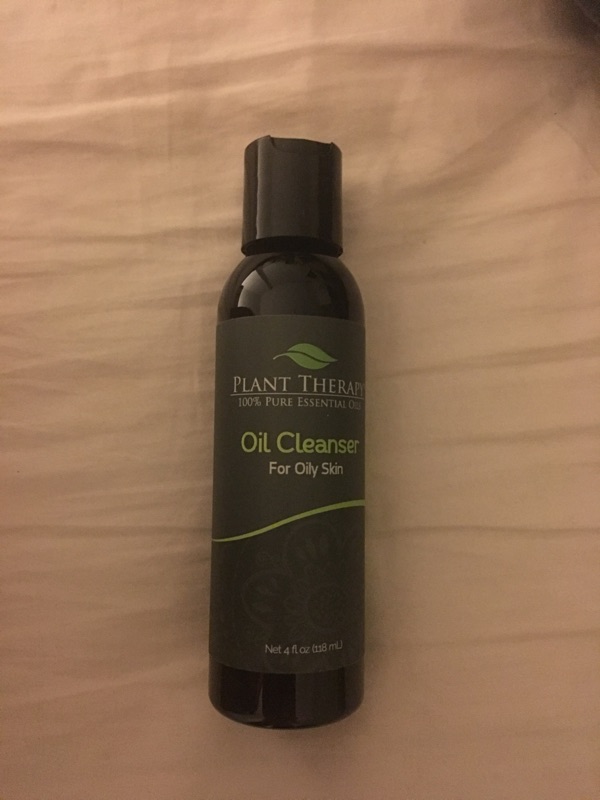 PLANT THERAPY
100% PURE ESSENTIAL OILS
Oil Cleanser
For Oily Skin
Net 4 fl oz (118 mL)